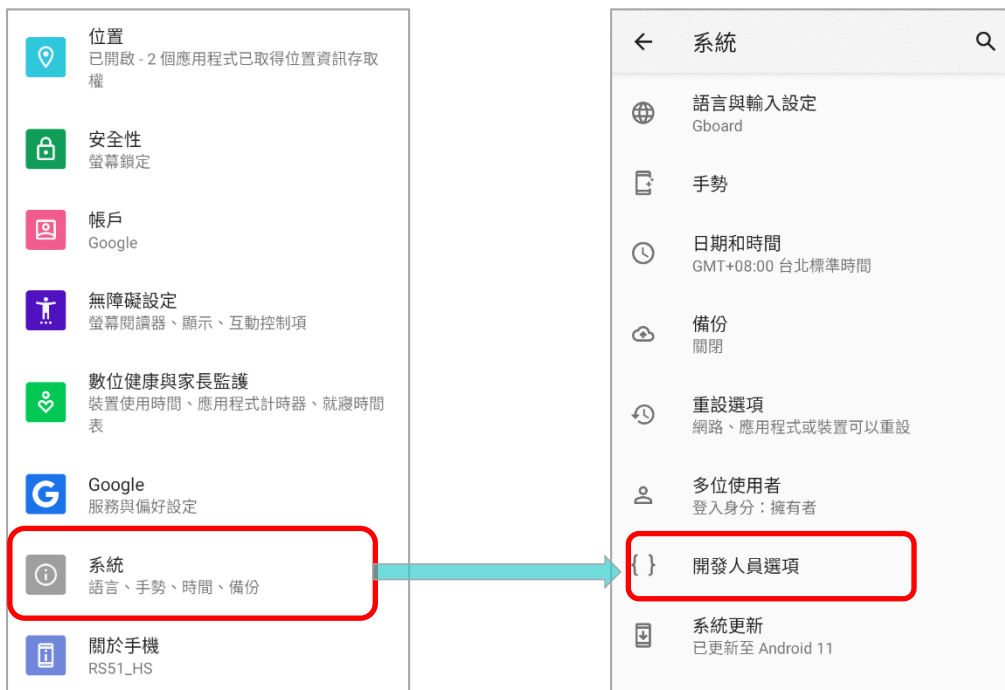 位置
已開啟 - 2 個應用程式已取得位置資訊存取
權
安全性
螢幕鎖定
帳戶
Google
無障礙設定
螢幕閱讀器、顯示、互動控制項
數位健康與家長監護
裝置使用時間、應用程式計時器、就寢時間
表
Google
服務與偏好設定
系統
語言、手勢、時間、備份
關於手機
RS51_HS
系統
語言與輸入設定
Gboard
手勢
日期和時間
GMT+08:00 台北標準時間
備份
關閉
重設選項
網路、應用程式或裝置可以重設
多位使用者
登入身分：擁有者
開發人員選項
系統更新
已更新至 Android 11